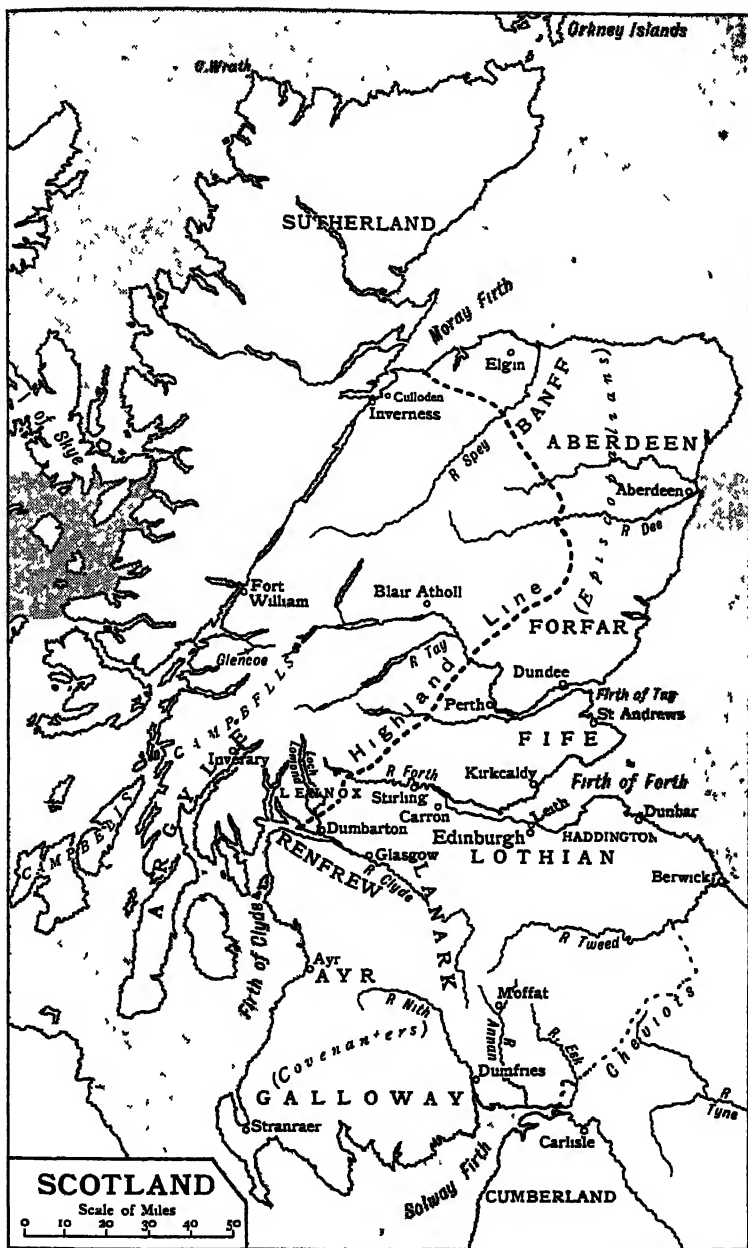 Orkney Islands
C. Wrath
SUTHERLAND
Moray Firth
Elgin
Culloden
Inverness
BANFF
(Episcopalians)
ABERDEEN
Aberdeen
R Spey
R Dee
Skye
Fort
William
Blair Atholl
Highland Line
FORFAR
Glencoe
R Tay
Dundee
Firth of Tay
Perth
St Andrews
CAMPBELLS
FIFE
Inverary
Loch
Lomond
R Forth
Kirkcaldy
Firth of Forth
LENNOX
Stirling
Carron
Leith
Dunbar
CAMPBELLS
ARGYLE
Dumbarton
Edinburgh
HADDINGTON
RENFREW
Glasgow
LOTHIAN
R Clyde
LANARK
Berwick
Firth of Clyde
R Tweed
Ayr
AYR
Moffat
R Nith
Cheviots
(Covenanters)
R
Annan
R. Esk
Dumfries
GALLOWAY
R
Tyne
Stranraer
Carlisle
Solway Firth
CUMBERLAND
SCOTLAND
Scale of Miles
0 10 20 30 40 50